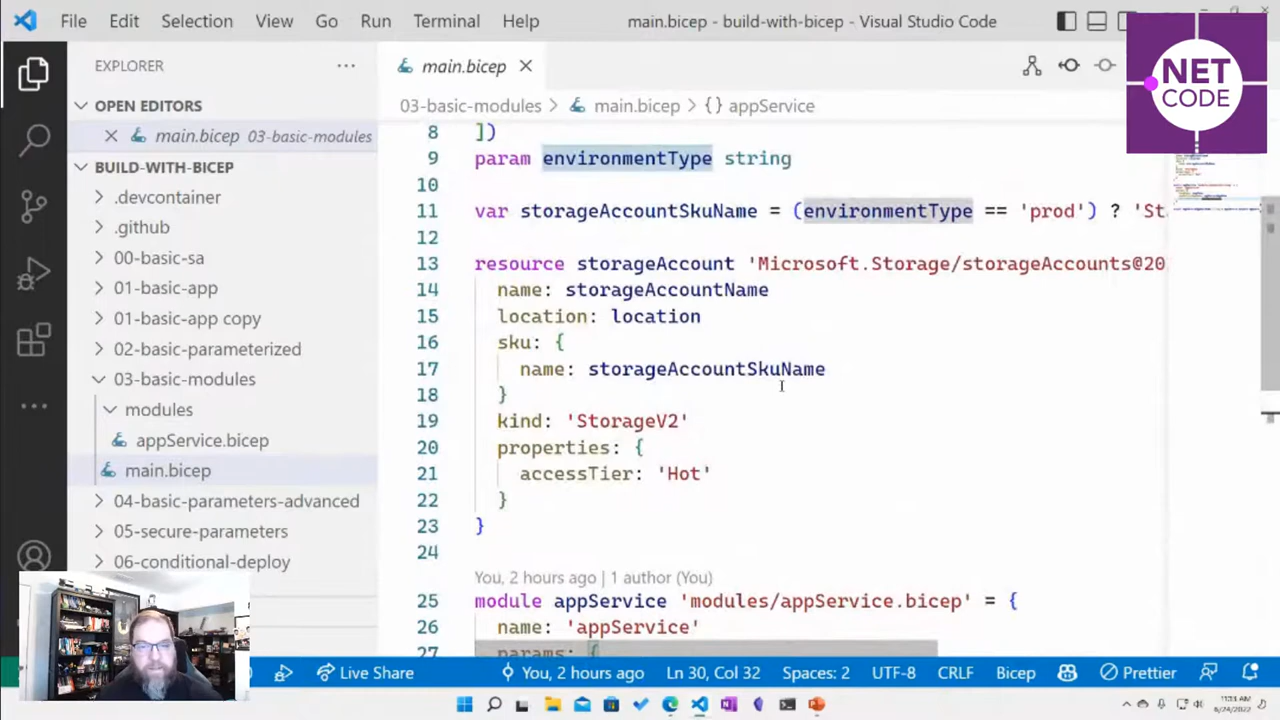 File Edit Selection View Go Run Terminal Help main.bicep - build-with-bicep - Visual Studio Code
NET
CODE
EXPLORER
OPEN EDITORS
main.bicep 03-basic-modules
BUILD-WITH-BICEP
.devcontainer
.github
00-basic-sa
01-basic-app
01-basic-app copy
02-basic-parameterized
03-basic-modules
modules
appService.bicep
main.bicep
04-basic-parameters-advanced
05-secure-parameters
06-conditional-deploy
main.bicep
03-basic-modules > main.bicep > {} appService
8 ])
9 param environmentType string
10
11 var storageAccountSkuName = (environmentType == 'prod') ? 'St
12
13 resource storageAccount 'Microsoft.Storage/storageAccounts@20
14 name: storageAccountName
15 location: location
16 sku: {
17 name: storageAccountSkuName
18 }
19 kind: 'StorageV2'
20 properties: {
21 accessTier: 'Hot'
22 }
23 }
24
You, 2 hours ago | 1 author (You)
25 module appService 'modules/appService.bicep' = {
26 name: 'appService'
27 params: {
Live Share You, 2 hours ago Ln 30, Col 32 Spaces: 2 UTF-8 CRLF Bicep Prettier
6/24/2022